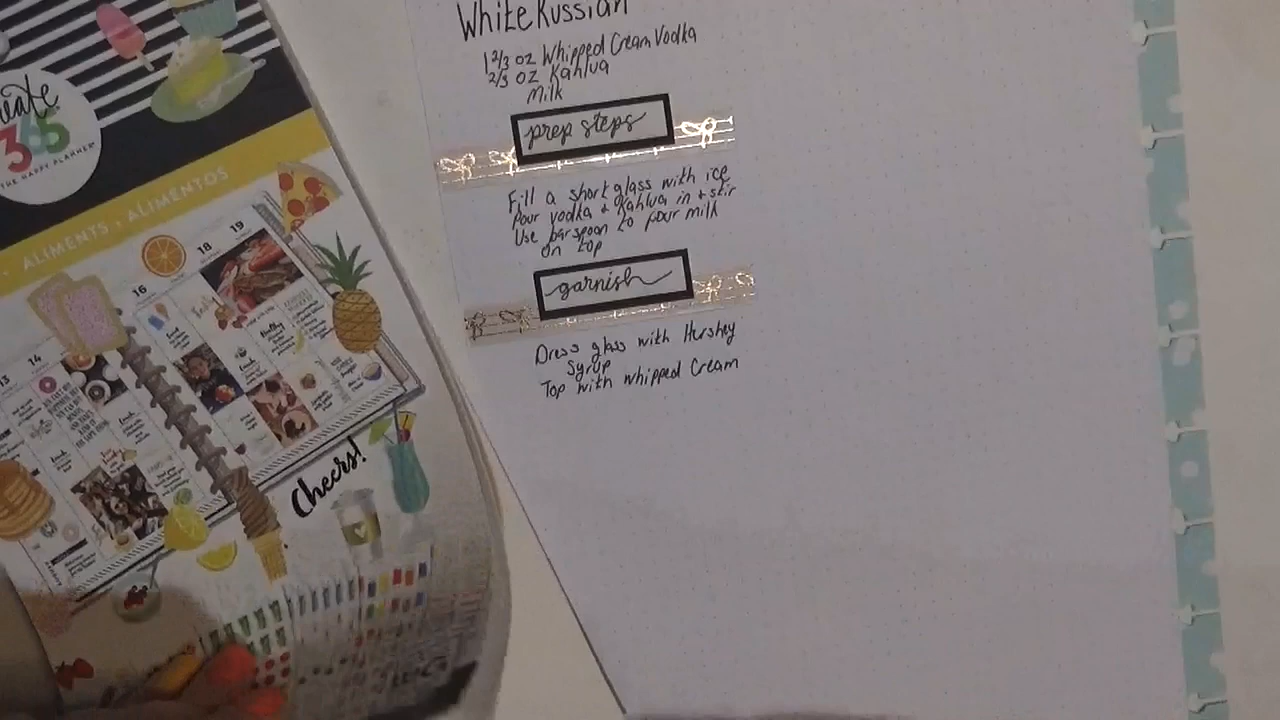 White Russian
1 2/3 oz Whipped Cream Vodka
2/3 oz Kahlua
Milk
prep steps
Fill a short glass with ice
Pour vodka + Kahlua in + stir
Use barspoon to pour milk
on top
garnish
Dress glass with Hershey
Syrup
Top with whipped Cream
365
THE HAPPY PLANNER
ALIMENTS • ALIMENTOS
13
14
16
18
19
Cheers!